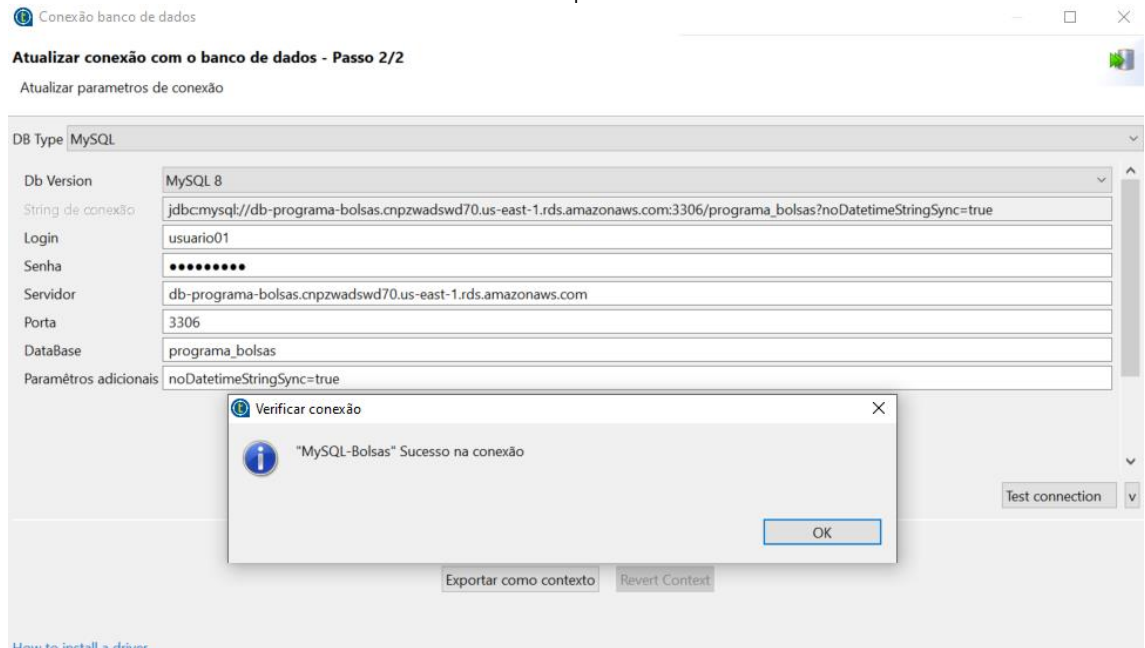 Conexão banco de dados
Atualizar conexão com o banco de dados - Passo 2/2
Atualizar parametros de conexão
DB Type MySQL
Db Version MySQL 8
String de conexão jdbc:mysql://db-programa-bolsas.cnpzwadswd70.us-east-1.rds.amazonaws.com:3306/programa_bolsas?noDatetimeStringSync=true
Login usuario01
Senha ●●●●●●●●●
Servidor db-programa-bolsas.cnpzwadswd70.us-east-1.rds.amazonaws.com
Porta 3306
DataBase programa_bolsas
Paramêtros adicionais noDatetimeStringSync=true
Verificar conexão
"MySQL-Bolsas" Sucesso na conexão
Test connection v
OK
Exportar como contexto Revert Context
How to install a driver